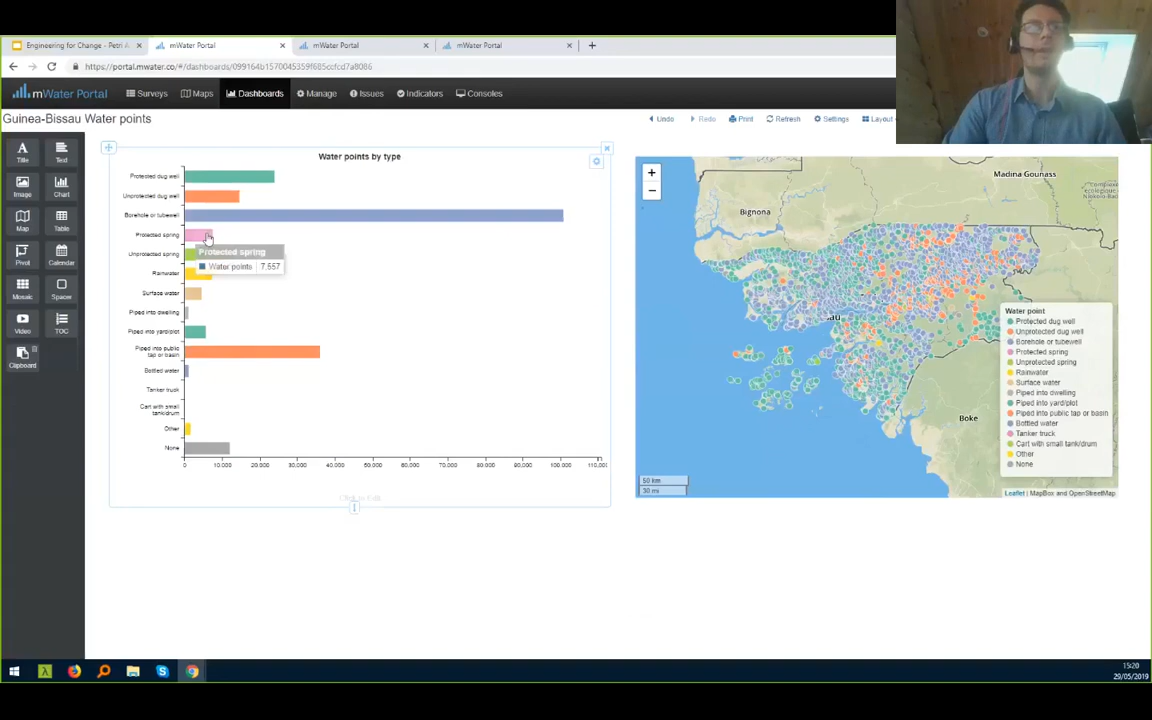 Engineering for Change - Petri A
mWater Portal
mWater Portal
mWater Portal
https://portal.mwater.co/#/dashboards/099164b1570045359f685ccfcd7a8086
mWater Portal
Surveys
Maps
Dashboards
Manage
Issues
Indicators
Consoles
Guinea-Bissau Water points
Undo
Redo
Print
Refresh
Settings
Layout
Title
Text
Image
Chart
Map
Table
Pivot
Calendar
Mosaic
Spacer
Video
TOC
Clipboard
Water points by type
Protected dug well
Unprotected dug well
Borehole or tubewell
Protected spring
Unprotected spring
Rainwater
Surface water
Piped into dwelling
Piped into yard/plot
Piped into public
tap or basin
Bottled water
Tanker truck
Cart with small
tank/drum
Other
None
0
10,000
20,000
30,000
40,000
50,000
60,000
70,000
80,000
90,000
100,000
110,00
Protected spring
Water points 7,557
Click to Edit
+
−
Madina Gounass
Bignona
Boke
Water point
Protected dug well
Unprotected dug well
Borehole or tubewell
Protected spring
Unprotected spring
Rainwater
Surface water
Piped into dwelling
Piped into yard/plot
Piped into public tap or basin
Bottled water
Tanker truck
Cart with small tank/drum
Other
None
50 km
30 mi
Leaflet | MapBox and OpenStreetMap
15:20
29/05/2019